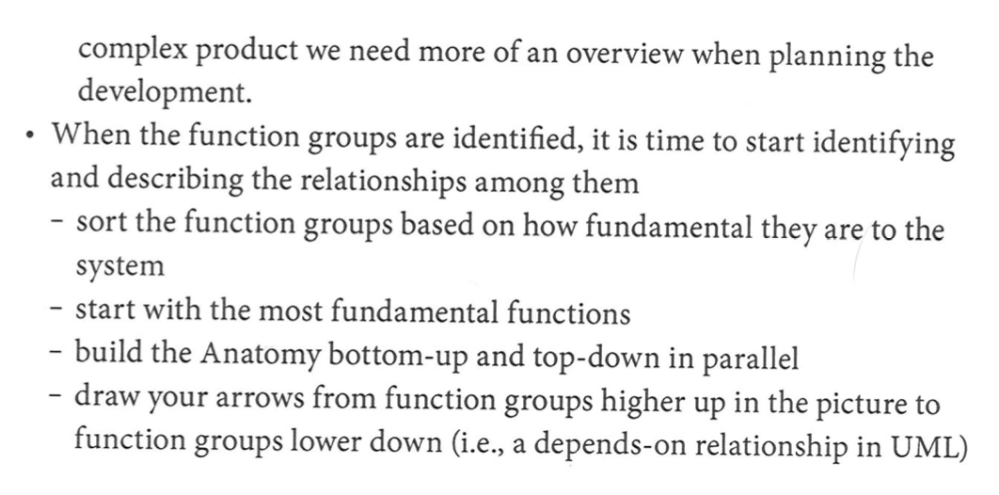 complex product we need more of an overview when planning the
development.
• When the function groups are identified, it is time to start identifying
and describing the relationships among them
– sort the function groups based on how fundamental they are to the
system
– start with the most fundamental functions
– build the Anatomy bottom-up and top-down in parallel
– draw your arrows from function groups higher up in the picture to
function groups lower down (i.e., a depends-on relationship in UML)